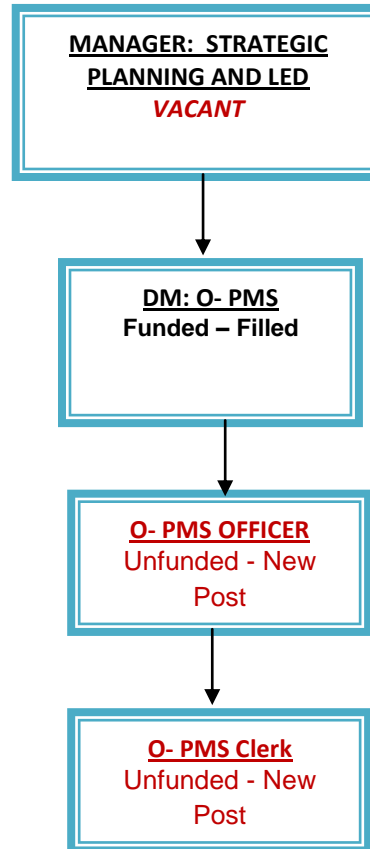 MANAGER: STRATEGIC
PLANNING AND LED
VACANT
DM: O- PMS
Funded – Filled
O- PMS OFFICER
Unfunded - New
Post
O- PMS Clerk
Unfunded - New
Post